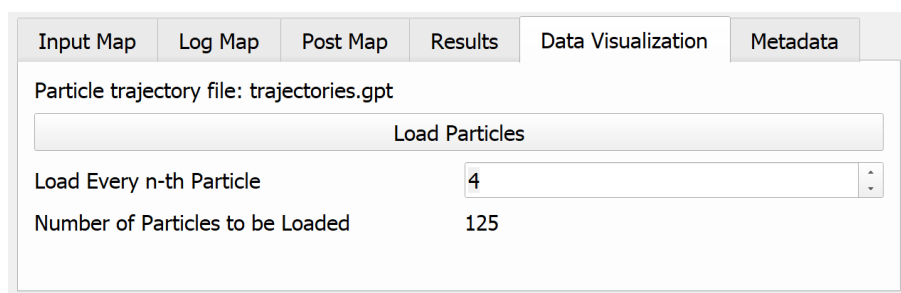 Input Map Log Map Post Map Results Data Visualization Metadata
Particle trajectory file: trajectories.gpt
Load Particles
Load Every n-th Particle 4
Number of Particles to be Loaded 125